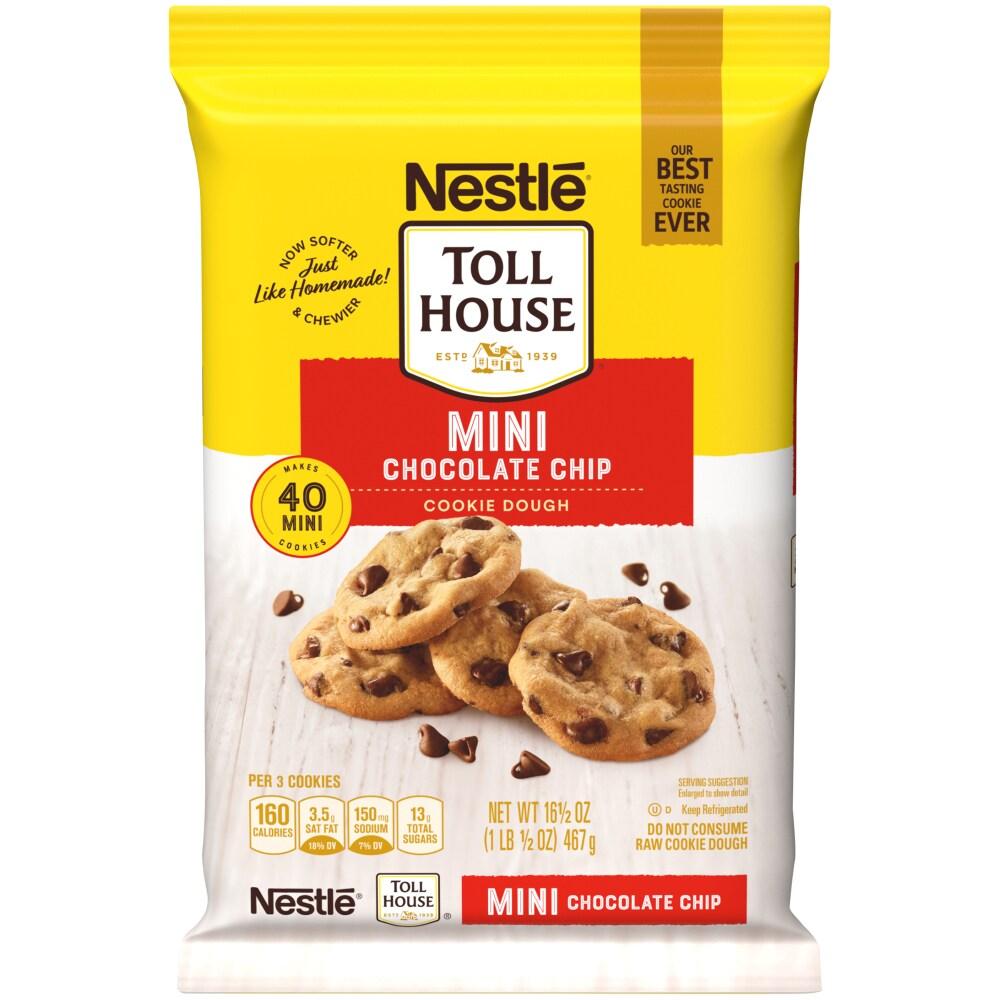 OUR
BEST
TASTING
COOKIE
EVER
Nestlé®
NOW SOFTER
Just
Like Homemade!
& CHEWIER
TOLL
HOUSE
ESTD 1939
MINI
CHOCOLATE CHIP
COOKIE DOUGH
MAKES
40
MINI
COOKIES
PER 3 COOKIES
160
CALORIES
3.5g
SAT FAT
18% DV
150mg
SODIUM
7% DV
13g
TOTAL
SUGARS
NET WT 16½ OZ
(1 LB ½ OZ) 467g
SERVING SUGGESTION
Enlarged to show detail
U D Keep Refrigerated
DO NOT CONSUME
RAW COOKIE DOUGH
Nestlé®
TOLL
HOUSE®
ESTD 1939
MINI CHOCOLATE CHIP